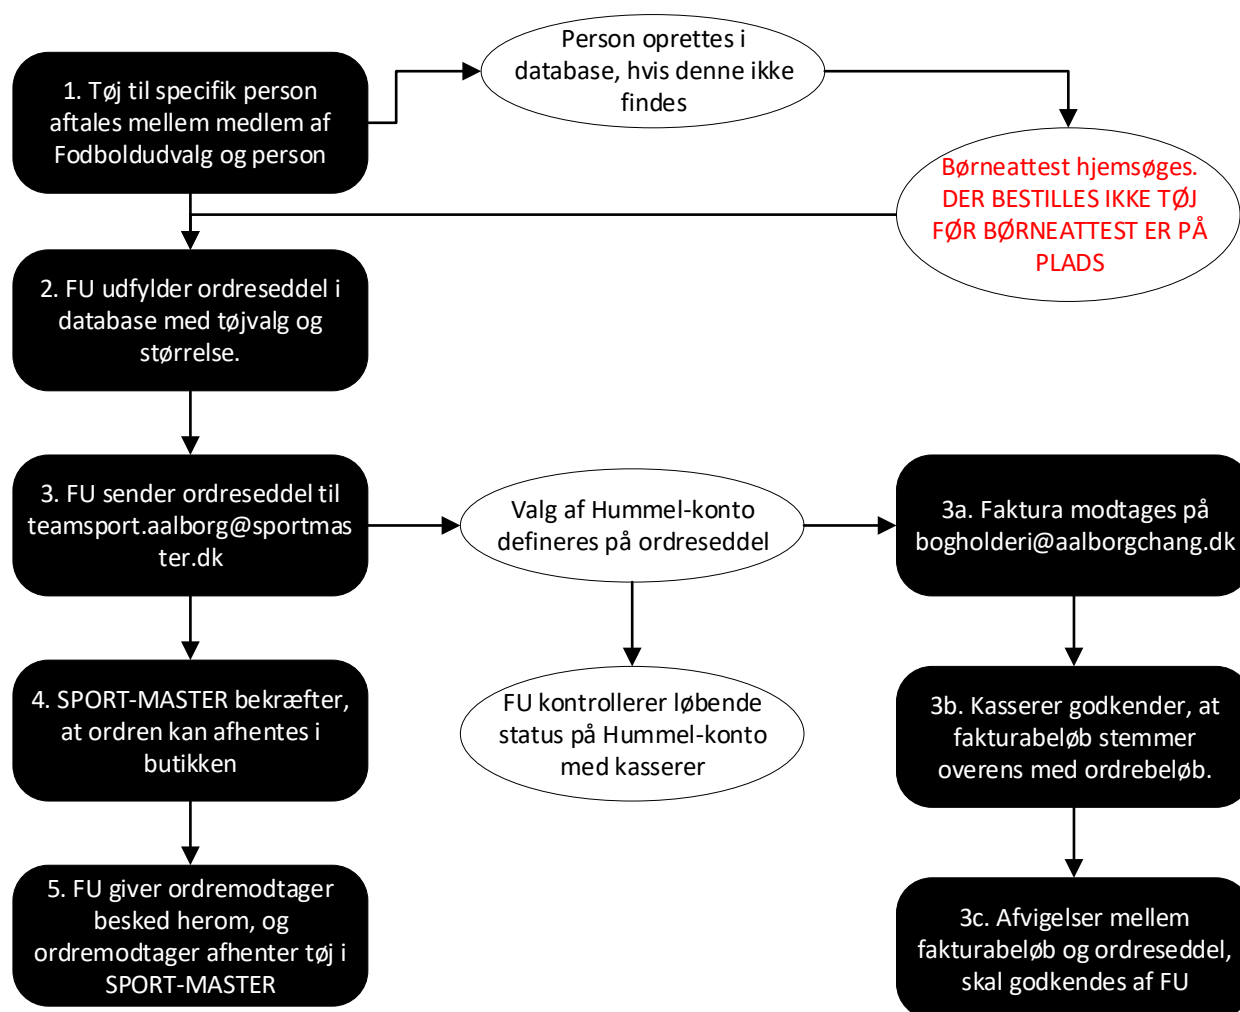 1. Tøj til specifik person
aftales mellem medlem af
Fodboldudvalg og person
Person oprettes i
database, hvis denne ikke
findes
Børneattest hjemsøges.
DER BESTILLES IKKE TØJ
FØR BØRNEATTEST ER PÅ
PLADS
2. FU udfylder ordreseddel i
database med tøjvalg og
størrelse.
3. FU sender ordreseddel til
teamsport.aalborg@sportmas
ter.dk
Valg af Hummel-konto
defineres på ordreseddel
3a. Faktura modtages på
bogholderi@aalborgchang.dk
4. SPORT-MASTER bekræfter,
at ordren kan afhentes i
butikken
FU kontrollerer løbende
status på Hummel-konto
med kasserer
3b. Kasserer godkender, at
fakturabeløb stemmer
overens med ordrebeløb.
5. FU giver ordremodtager
besked herom, og
ordremodtager afhenter tøj i
SPORT-MASTER
3c. Afvigelser mellem
fakturabeløb og ordreseddel,
skal godkendes af FU